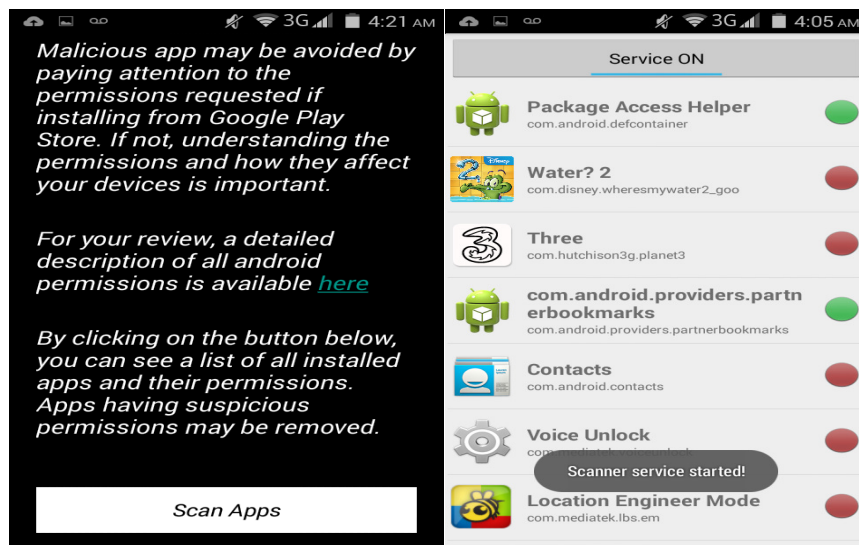 3G 4:21 AM
Malicious app may be avoided by
paying attention to the
permissions requested if
installing from Google Play
Store. If not, understanding the
permissions and how they affect
your devices is important.
For your review, a detailed
description of all android
permissions is available here
By clicking on the button below,
you can see a list of all installed
apps and their permissions.
Apps having suspicious
permissions may be removed.
Scan Apps
3G 4:05 AM
Service ON
Package Access Helper
com.android.defcontainer
2 Disney
Water? 2
com.disney.wheresmywater2_goo
3
Three
com.hutchison3g.planet3
com.android.providers.partn
erbookmarks
com.android.providers.partnerbookmarks
Contacts
com.android.contacts
Voice Unlock
Scanner service started!
Location Engineer Mode
com.mediatek.lbs.em